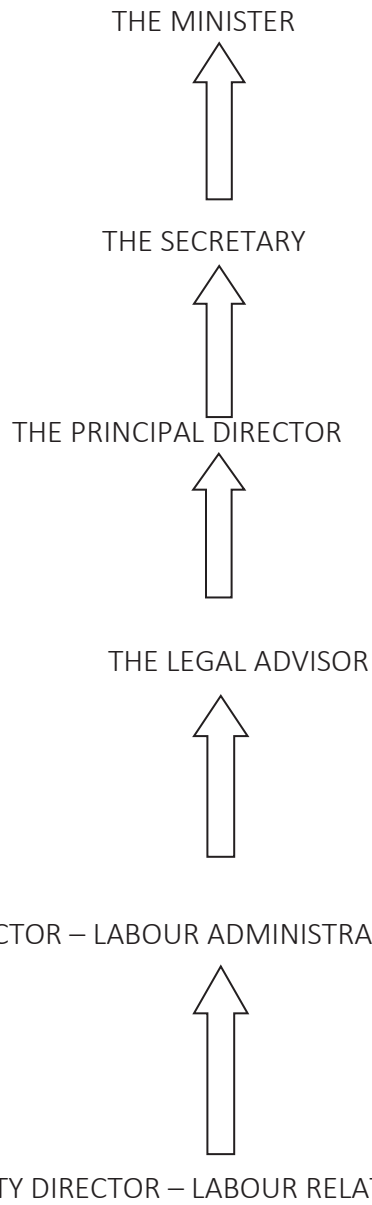 THE MINISTER
THE SECRETARY
THE PRINCIPAL DIRECTOR
THE LEGAL ADVISOR
CTOR – LABOUR ADMINISTRA
TY DIRECTOR – LABOUR RELAT